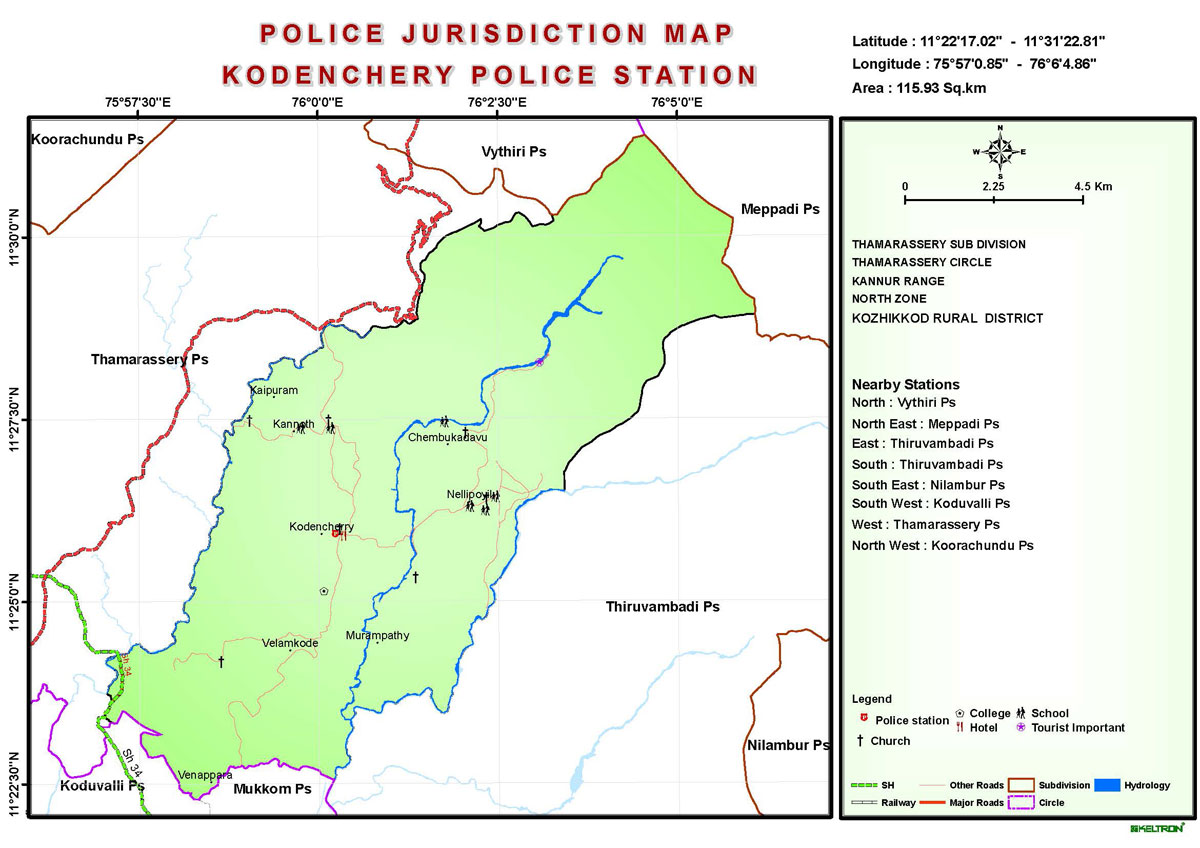 POLICE JURISDICTION MAP
KODENCHERY POLICE STATION
Latitude : 11°22'17.02" - 11°31'22.81"
Longitude : 75°57'0.85" - 76°6'4.86"
Area : 115.93 Sq.km
75°57'30"E
76°0'0"E
76°2'30"E
76°5'0"E
11°30'0"N
11°27'30"N
11°25'0"N
11°22'30"N
Koorachundu Ps
Vythiri Ps
Meppadi Ps
Thamarassery Ps
Kaipuram
Kannoth
Chembukadavu
Nellipoyil
Kodencherry
Thiruvambadi Ps
Murampathy
Velamkode
Sh 34
Sh 34
Nilambur Ps
Venappara
Koduvalli Ps
Mukkom Ps
N
W
E
S
0
2.25
4.5 Km
THAMARASSERY SUB DIVISION
THAMARASSERY CIRCLE
KANNUR RANGE
NORTH ZONE
KOZHIKKOD RURAL DISTRICT
Nearby Stations
North : Vythiri Ps
North East : Meppadi Ps
East : Thiruvambadi Ps
South : Thiruvambadi Ps
South East : Nilambur Ps
South West : Koduvalli Ps
West : Thamarassery Ps
North West : Koorachundu Ps
Legend
Police station
College
School
Hotel
Tourist Important
Church
SH
Other Roads
Subdivision
Hydrology
Railway
Major Roads
Circle
KELTRON